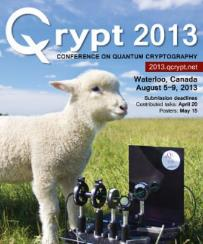 Qrypt 2013
CONFERENCE ON QUANTUM CRYPTOGRAPHY
2013.qcrypt.net
Waterloo, Canada
August 5–9, 2013
Submission deadlines
Contributed talks: April 20
Posters: May 15